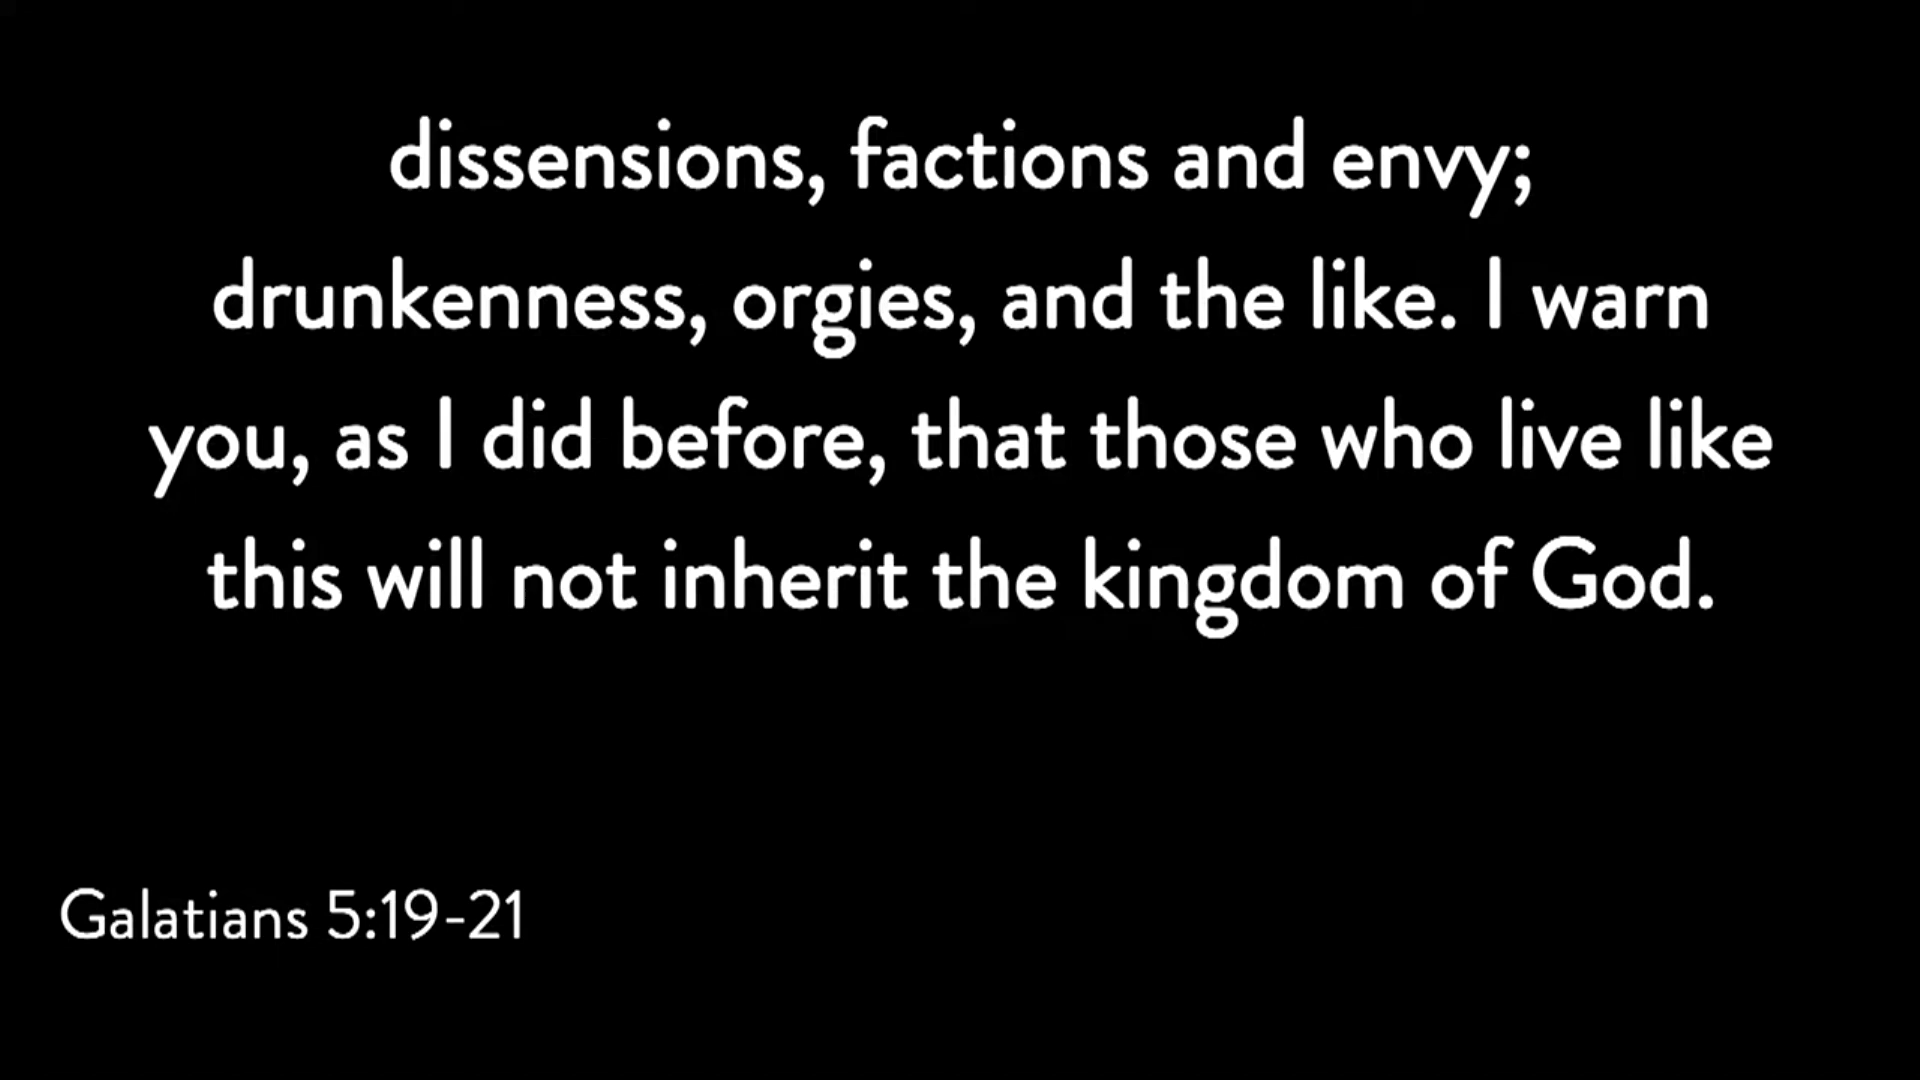 dissensions, factions and envy;
drunkenness, orgies, and the like. I warn
you, as I did before, that those who live like
this will not inherit the kingdom of God.
Galatians 5:19-21